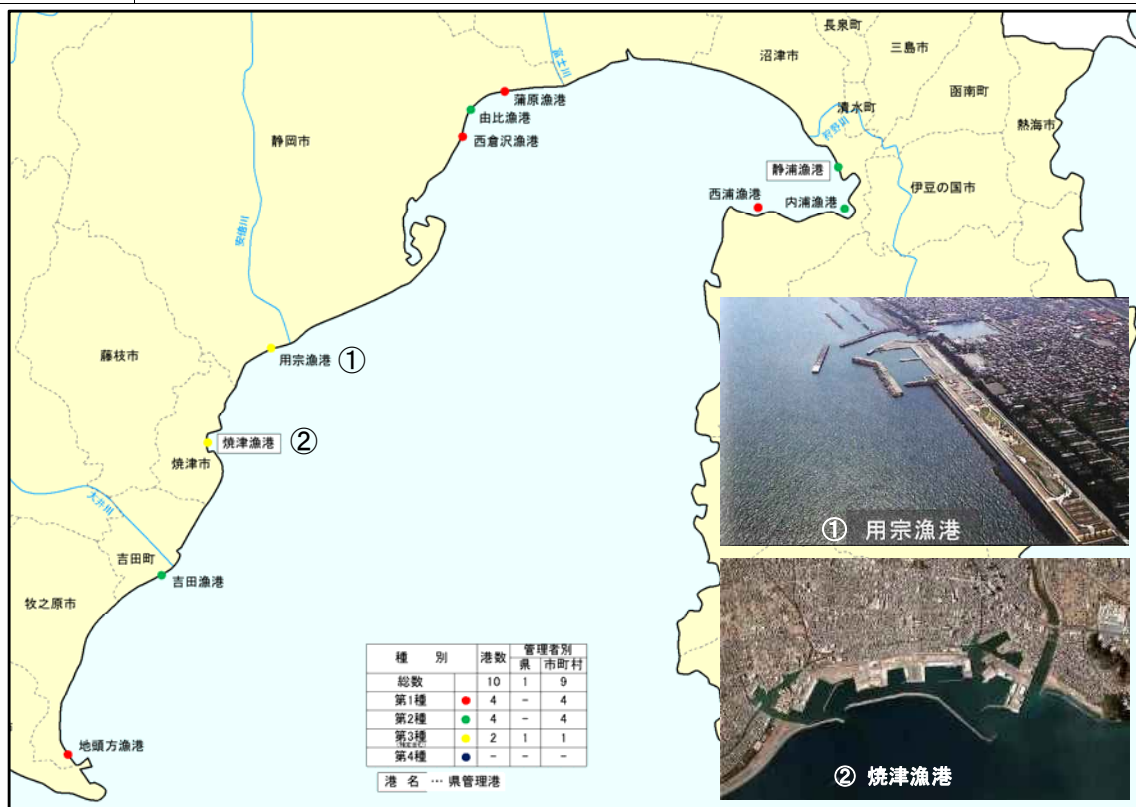 長泉町
沼津市
三島市
富士川
函南町
清水町
熱海市
狩野川
蒲原漁港
由比漁港
西倉沢漁港
静岡市
静浦漁港
伊豆の国市
西浦漁港
内浦漁港
安倍川
藤枝市
用宗漁港 ①
焼津漁港 ②
焼津市
大井川
吉田町
吉田漁港
牧之原市
地頭方漁港
① 用宗漁港
② 焼津漁港
種 別 港数 管理者別
県 市町村
総数 10 1 9
第1種 ● 4 - 4
第2種 ● 4 - 4
第3種 ● 2 1 1
第4種 ● - - -
港 名 … 県管理港